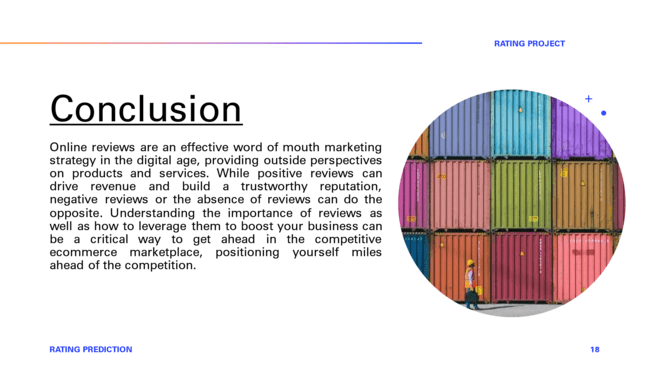 RATING PROJECT
Conclusion
Online reviews are an effective word of mouth marketing
strategy in the digital age, providing outside perspectives
on products and services. While positive reviews can
drive revenue and build a trustworthy reputation,
negative reviews or the absence of reviews can do the
opposite. Understanding the importance of reviews as
well as how to leverage them to boost your business can
be a critical way to get ahead in the competitive
ecommerce marketplace, positioning yourself miles
ahead of the competition.
RATING PREDICTION
18